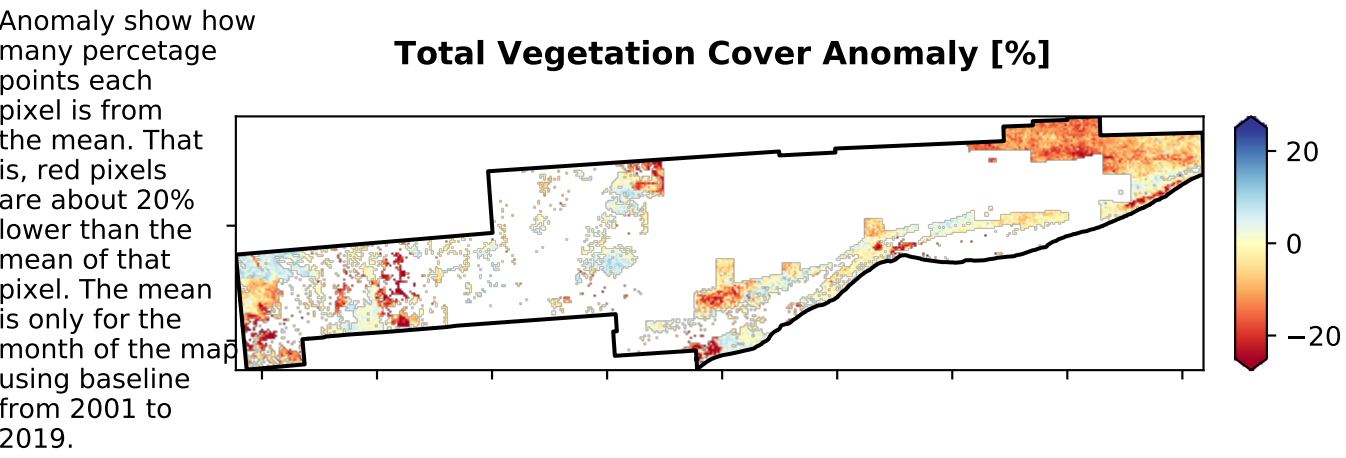 Anomaly show how
many percetage
points each
pixel is from
the mean. That
is, red pixels
are about 20%
lower than the
mean of that
pixel. The mean
is only for the
month of the map
using baseline
from 2001 to
2019.
Total Vegetation Cover Anomaly [%]
20
0
−20